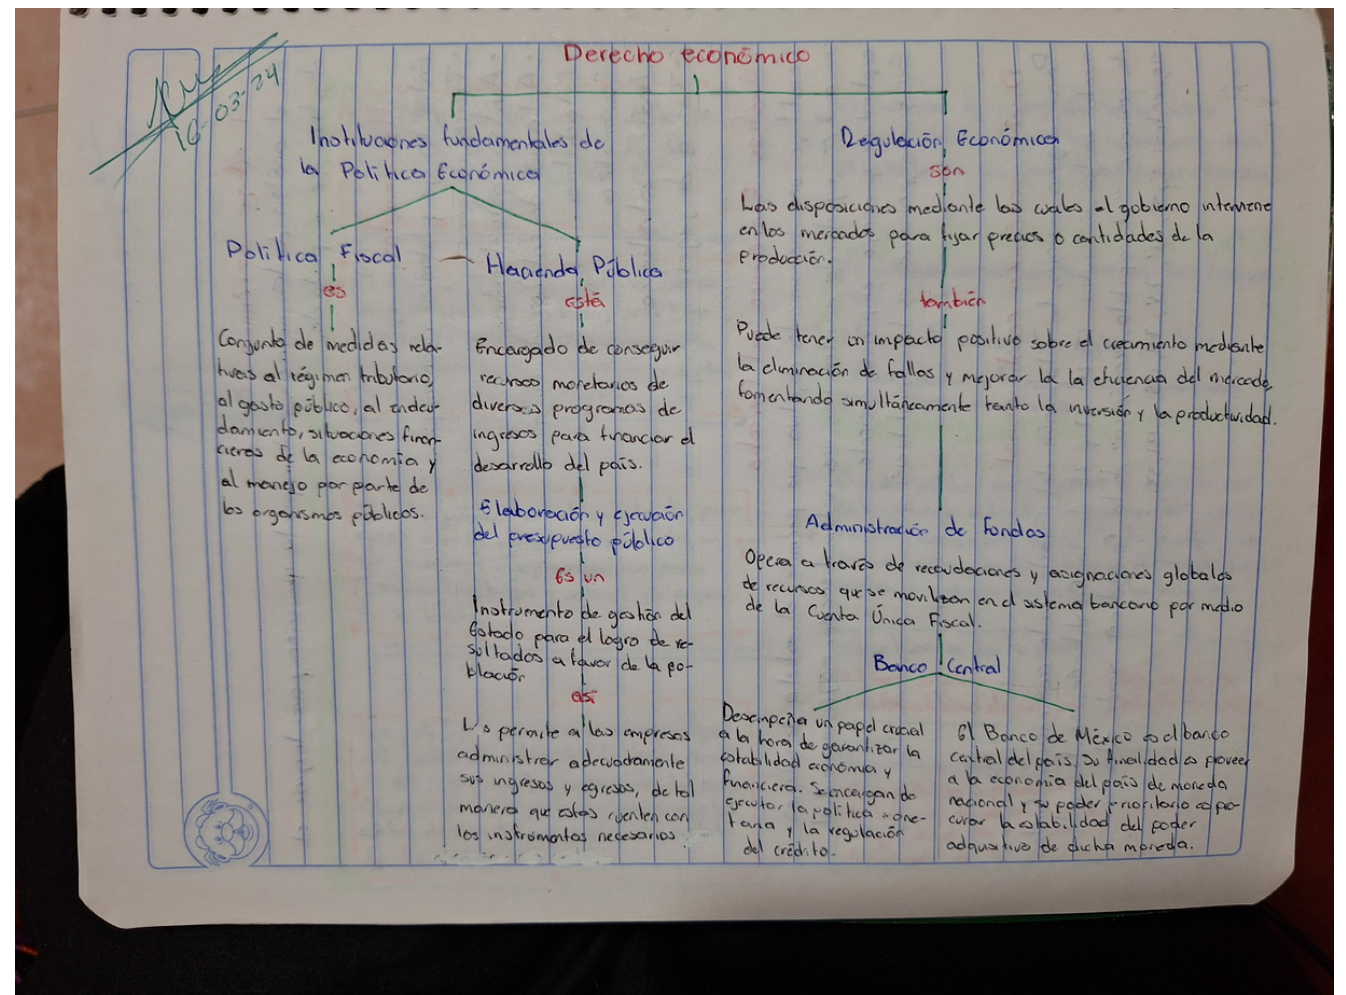 Derecho económico
16-03-24
Instituciones fundamentales de
la Política Económica
Política Fiscal
es
Conjunto de medidas rela-
tivas al régimen tributario,
al gasto público, al endeu-
damiento, situaciones finan-
cieras de la economía y
al manejo por parte de
los organismos públicos.
Hacienda Pública
está
Encargado de conseguir
recursos monetarios de
diversos programas de
ingresos para financiar el
desarrollo del país.
Elaboración y ejecución
del presupuesto público
Es un
Instrumento de gestión del
Estado para el logro de re-
sultados a favor de la po-
blación
así
permite a las empresas
administrar adecuadamente
sus ingresos y egresos, de tal
manera que estos cuenten con
los instrumentos necesarios.
Regulación Económica
son
Las disposiciones mediante las cuales el gobierno interviene
en los mercados para fijar precios o cantidades de la
producción.
también
Puede tener un impacto positivo sobre el crecimiento mediante
la eliminación de fallas y mejorar la la eficiencia del mercado,
fomentando simultáneamente tanto la inversión y la productividad.
Administración de Fondos
Opera a través de recaudaciones y asignaciones globales
de recursos que se movilizan en el sistema bancario por medio
de la Cuenta Única Fiscal.
Banco Central
Desempeña un papel crucial
a la hora de garantizar la
estabilidad económia y
financiera. Se encargan de
ejecutar la política mone-
taria y la regulación
del crédito.
El Banco de México es el banco
central del país, su finalidad es proveer
a la economía del país de moneda
nacional y su poder prioritario es pro-
curar la estabilidad del poder
adquisitivo de dicha moneda.